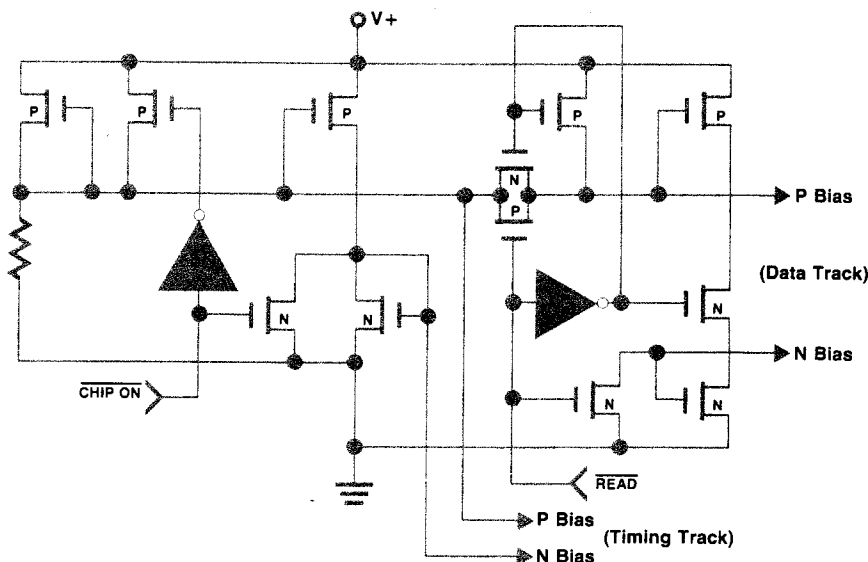 V+
P
P
P
P
P
N
P
P Bias
(Data Track)
N
N
N
N Bias
CHIP ON
N
N
READ
P Bias
(Timing Track)
N Bias